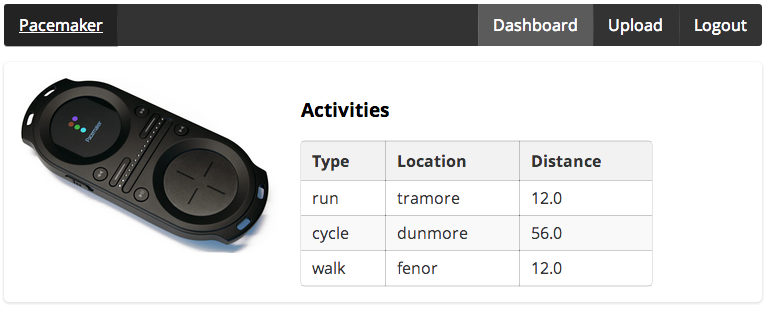 Pacemaker Dashboard Upload Logout
Pacemaker
Activities
Type Location Distance
run tramore 12.0
cycle dunmore 56.0
walk fenor 12.0